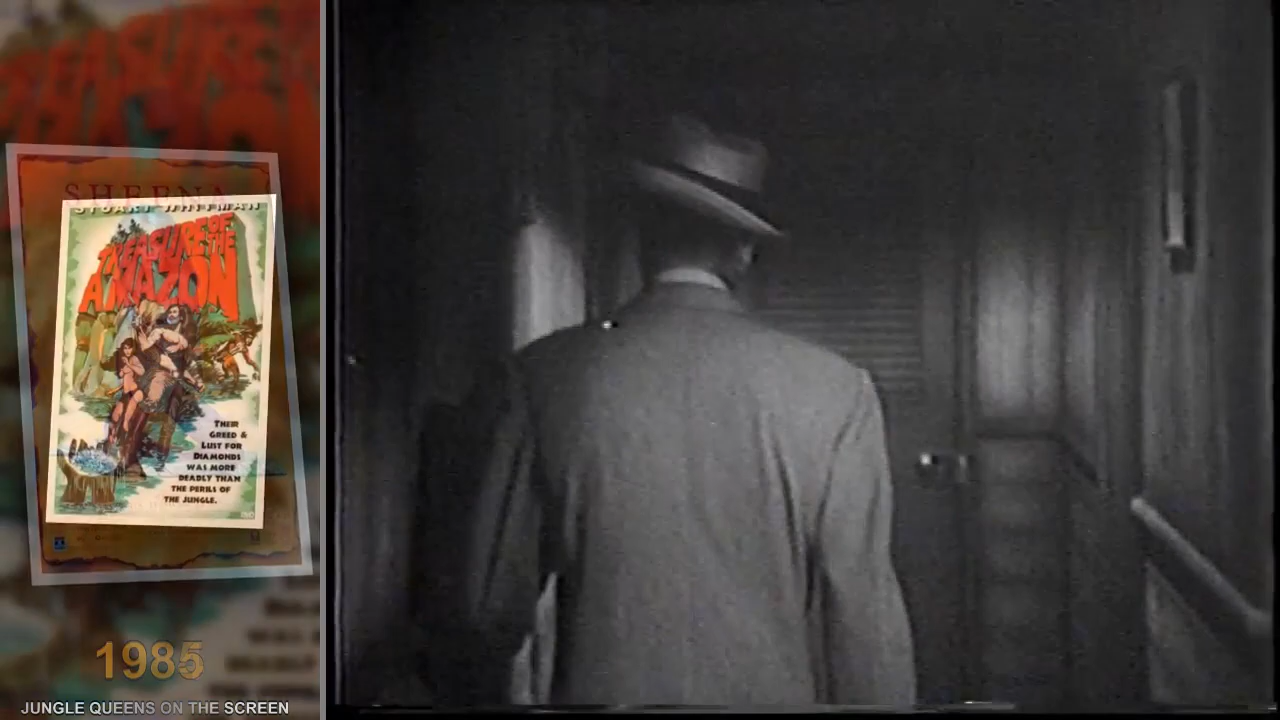 SHEENA
STUART WHITMAN
TREASURE OF
THE
AMAZON
THEIR
GREED &
LUST FOR
DIAMONDS
WAS MORE
DEADLY THAN
THE PERILS OF
THE JUNGLE.
1985
JUNGLE QUEENS ON THE SCREEN